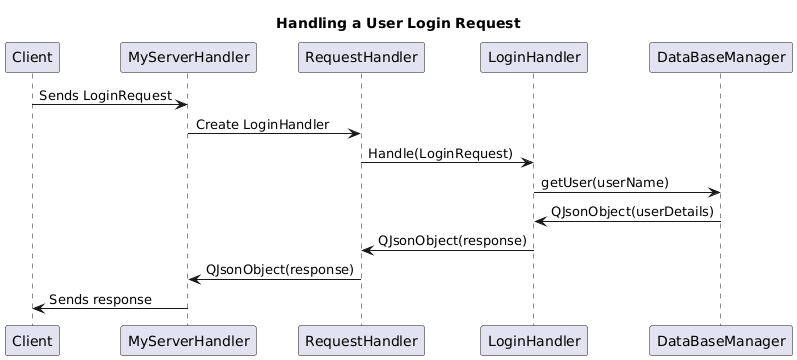 Handling a User Login Request
Client MyServerHandler RequestHandler LoginHandler DataBaseManager
Sends LoginRequest
Create LoginHandler
Handle(LoginRequest)
getUser(userName)
QJsonObject(userDetails)
QJsonObject(response)
QJsonObject(response)
Sends response
Client MyServerHandler RequestHandler LoginHandler DataBaseManager